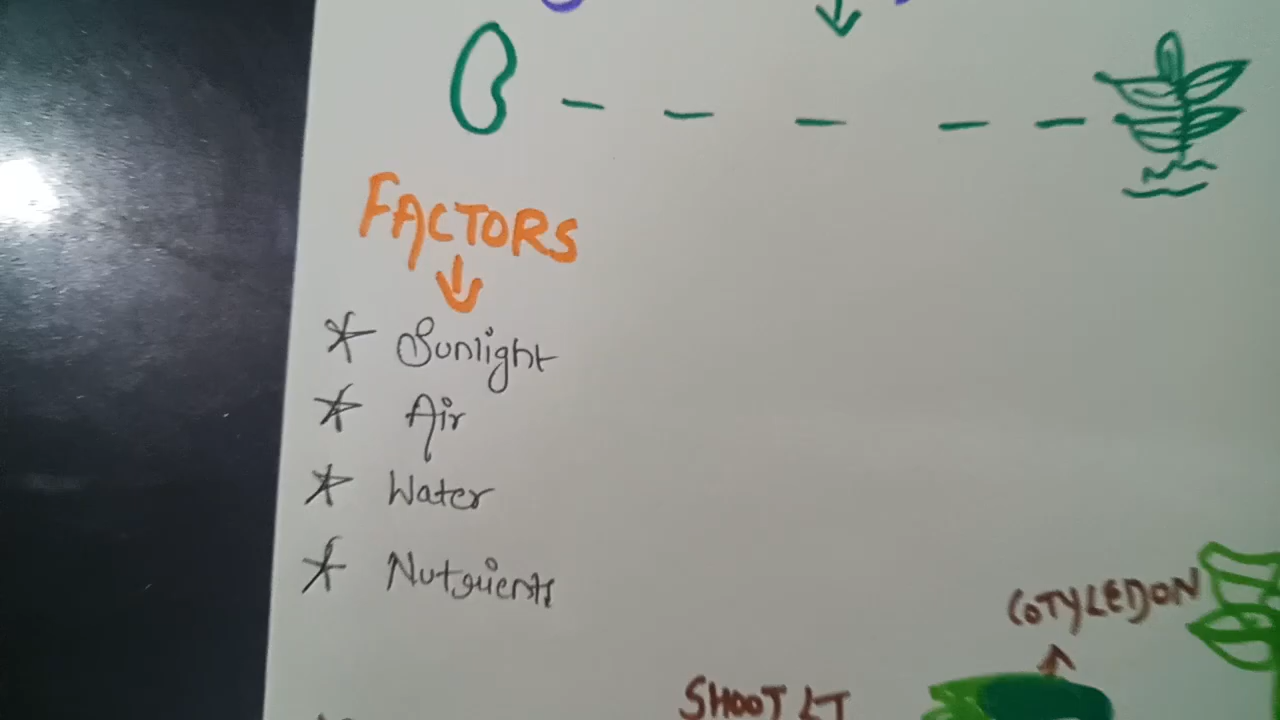 FACTORS
Sunlight
Air
Water
Nutrients
COTYLEDON
SHOOT